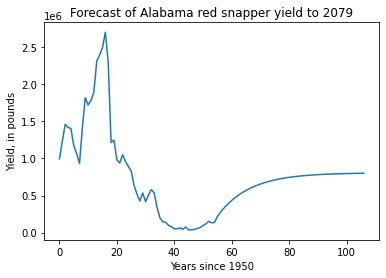 Forecast of Alabama red snapper yield to 2079
1e6
2.5
2.0
1.5
1.0
0.5
0.0
Yield, in pounds
0 20 40 60 80 100
Years since 1950